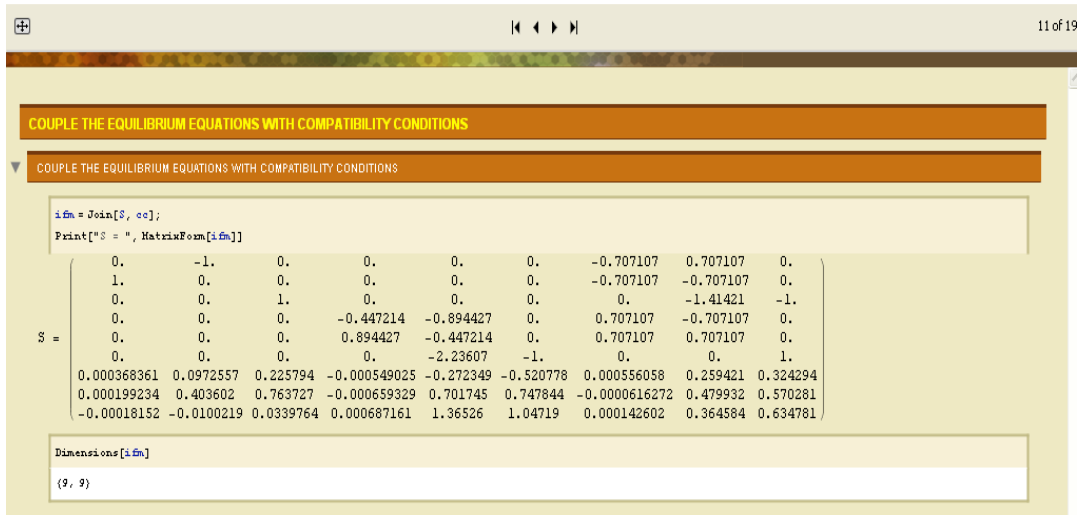 11 of 19
COUPLE THE EQUILIBRIUM EQUATIONS WITH COMPATIBILITY CONDITIONS
COUPLE THE EQUILIBRIUM EQUATIONS WITH COMPATIBILITY CONDITIONS
ifm = Join[S, cc];
Print["S = ", MatrixForm[ifm]]
0. -1. 0. 0. 0. 0. -0.707107 0.707107 0.
1. 0. 0. 0. 0. 0. -0.707107 -0.707107 0.
0. 0. 1. 0. 0. 0. 0. -1.41421 -1.
0. 0. 0. -0.447214 -0.894427 0. 0.707107 -0.707107 0.
S = 0. 0. 0. 0.894427 -0.447214 0. 0.707107 0.707107 0.
0. 0. 0. 0. -2.23607 -1. 0. 0. 1.
0.000368361 0.0972557 0.225794 -0.000549025 -0.272349 -0.520778 0.000556058 0.259421 0.324294
0.000199234 0.403602 0.763727 -0.000659329 0.701745 0.747844 -0.0000616272 0.479932 0.570281
-0.00018152 -0.0100219 0.0339764 0.000687161 1.36526 1.04719 0.000142602 0.364584 0.634781
Dimensions[ifm]
{9, 9}